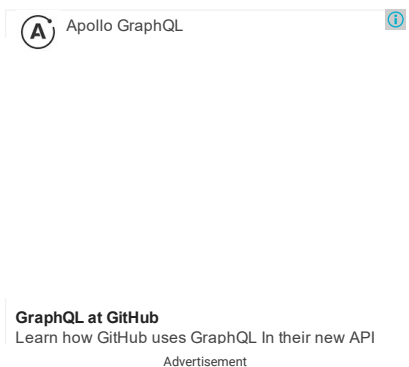 Apollo GraphQL
GraphQL at GitHub
Learn how GitHub uses GraphQL In their new API
Advertisement